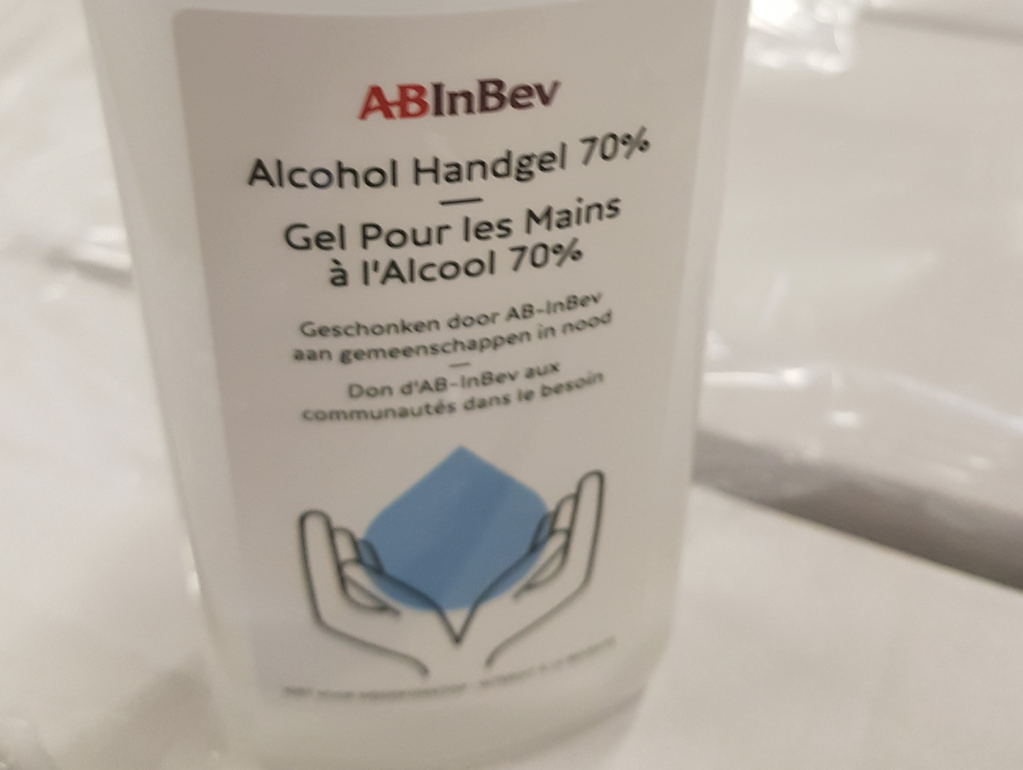 ABInBev
Alcohol Handgel 70%
Gel Pour les Mains
à l'Alcool 70%
Geschonken door AB-InBev
aan gemeenschappen in nood
Don d'AB-InBev aux
communautés dans le besoin